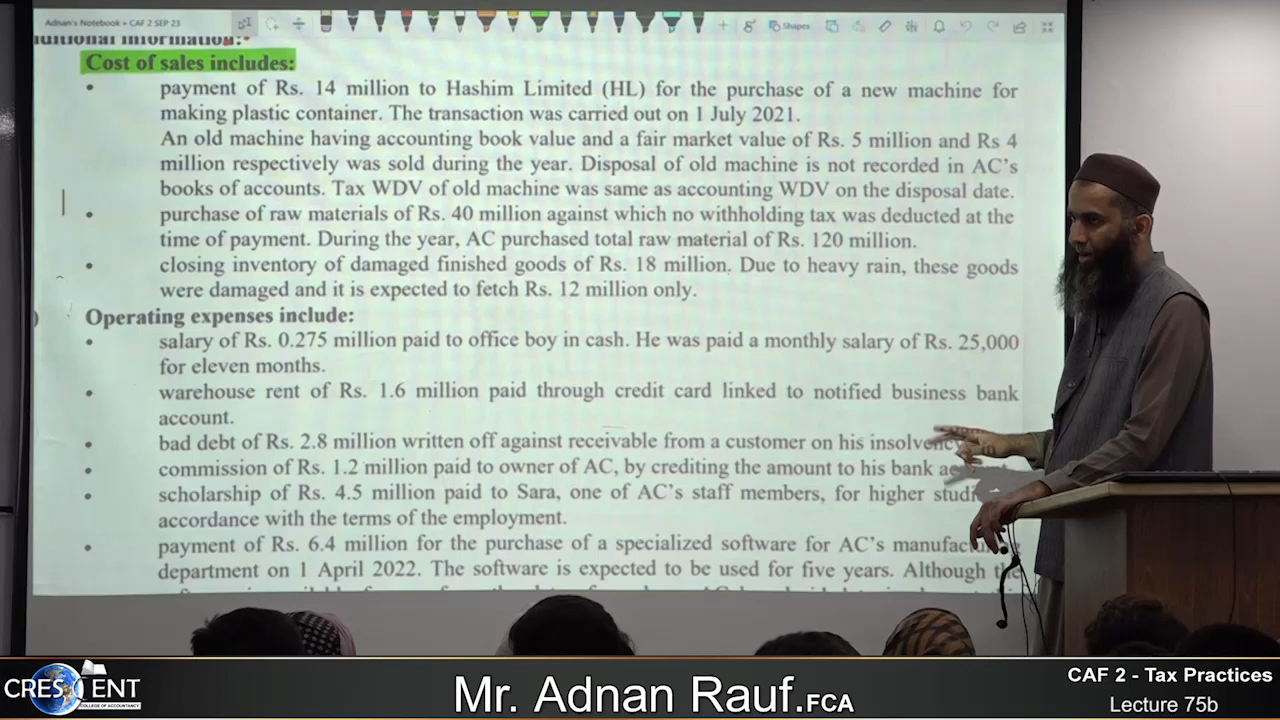 Adnan's Notebook • CAF 2 SEP 23
Shapes
Cost of sales includes:
• payment of Rs. 14 million to Hashim Limited (HL) for the purchase of a new machine for
making plastic container. The transaction was carried out on 1 July 2021.
An old machine having accounting book value and a fair market value of Rs. 5 million and Rs 4
million respectively was sold during the year. Disposal of old machine is not recorded in AC's
books of accounts. Tax WDV of old machine was same as accounting WDV on the disposal date.
• purchase of raw materials of Rs. 40 million against which no withholding tax was deducted at the
time of payment. During the year, AC purchased total raw material of Rs. 120 million.
• closing inventory of damaged finished goods of Rs. 18 million. Due to heavy rain, these goods
were damaged and it is expected to fetch Rs. 12 million only.
) Operating expenses include:
• salary of Rs. 0.275 million paid to office boy in cash. He was paid a monthly salary of Rs. 25,000
for eleven months.
• warehouse rent of Rs. 1.6 million paid through credit card linked to notified business bank
account.
• bad debt of Rs. 2.8 million written off against receivable from a customer on his
• commission of Rs. 1.2 million paid to owner of AC, by crediting the amount to his bank
• scholarship of Rs. 4.5 million paid to Sara, one of AC's staff members, for higher
accordance with the terms of the employment.
• payment of Rs. 6.4 million for the purchase of a specialized software for AC's
department on 1 April 2022. The software is expected to be used for five years. Although the
CRESCENT
COLLEGE OF ACCOUNTANCY
Mr. Adnan Rauf.FCA
CAF 2 - Tax Practices
Lecture 75b